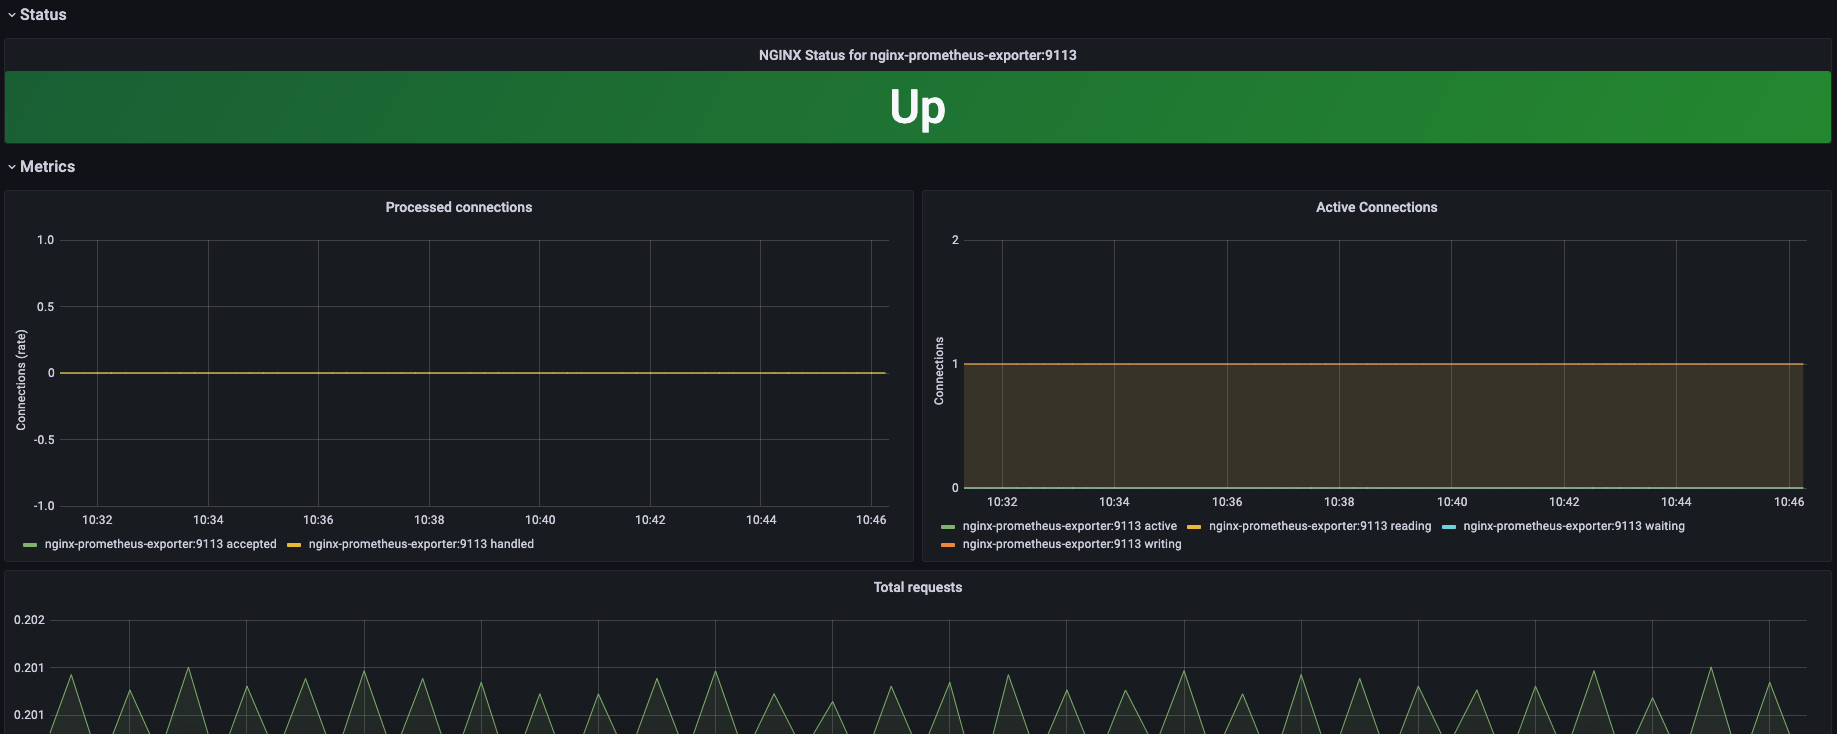 Status
NGINX Status for nginx-prometheus-exporter:9113
Up
Metrics
Processed connections
1.0
0.5
0
-0.5
-1.0
Connections (rate)
10:32 10:34 10:36 10:38 10:40 10:42 10:44 10:46
nginx-prometheus-exporter:9113 accepted nginx-prometheus-exporter:9113 handled
Active Connections
2
1
0
Connections
10:32 10:34 10:36 10:38 10:40 10:42 10:44 10:46
nginx-prometheus-exporter:9113 active nginx-prometheus-exporter:9113 reading nginx-prometheus-exporter:9113 waiting
nginx-prometheus-exporter:9113 writing
Total requests
0.202
0.201
0.201